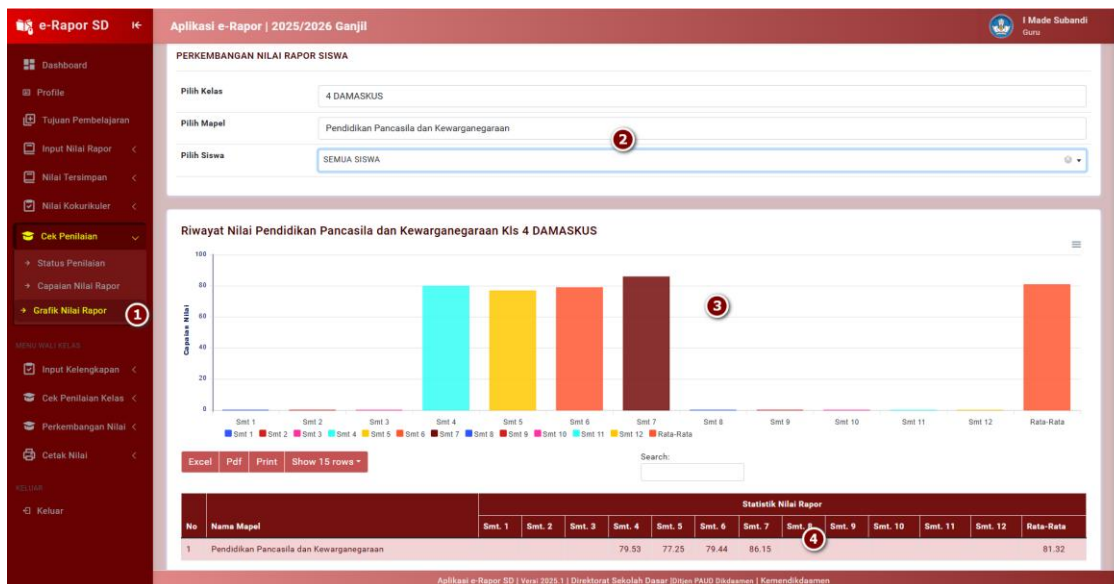 e-Rapor SD
Aplikasi e-Rapor | 2025/2026 Ganjil
I Made Subandi
Guru
Dashboard
Profile
Tujuan Pembelajaran
Input Nilai Rapor
Nilai Tersimpan
Nilai Kokurikuler
Cek Penilaian
Status Penilaian
Capaian Nilai Rapor
Grafik Nilai Rapor
1
MENU WALI KELAS
Input Kelengkapan
Cek Penilaian Kelas
Perkembangan Nilai
Cetak Nilai
KELUAR
Keluar
PERKEMBANGAN NILAI RAPOR SISWA
Pilih Kelas
4 DAMASKUS
Pilih Mapel
Pendidikan Pancasila dan Kewarganegaraan
2
Pilih Siswa
SEMUA SISWA
Riwayat Nilai Pendidikan Pancasila dan Kewarganegaraan Kls 4 DAMASKUS
100
80
60
40
20
0
Capaian Nilai
3
Smt 1 Smt 2 Smt 3 Smt 4 Smt 5 Smt 6 Smt 7 Smt 8 Smt 9 Smt 10 Smt 11 Smt 12 Rata-Rata
Smt 1 Smt 2 Smt 3 Smt 4 Smt 5 Smt 6 Smt 7 Smt 8 Smt 9 Smt 10 Smt 11 Smt 12 Rata-Rata
Excel Pdf Print Show 15 rows
Search:
Statistik Nilai Rapor
No Nama Mapel Smt. 1 Smt. 2 Smt. 3 Smt. 4 Smt. 5 Smt. 6 Smt. 7 Smt. 8 Smt. 9 Smt. 10 Smt. 11 Smt. 12 Rata-Rata
4
1 Pendidikan Pancasila dan Kewarganegaraan 79.53 77.25 79.44 86.15 81.32
Aplikasi e-Rapor SD | Versi 2025.1 | Direktorat Sekolah Dasar |Ditjen PAUD Dikdasmen | Kemendikdasmen